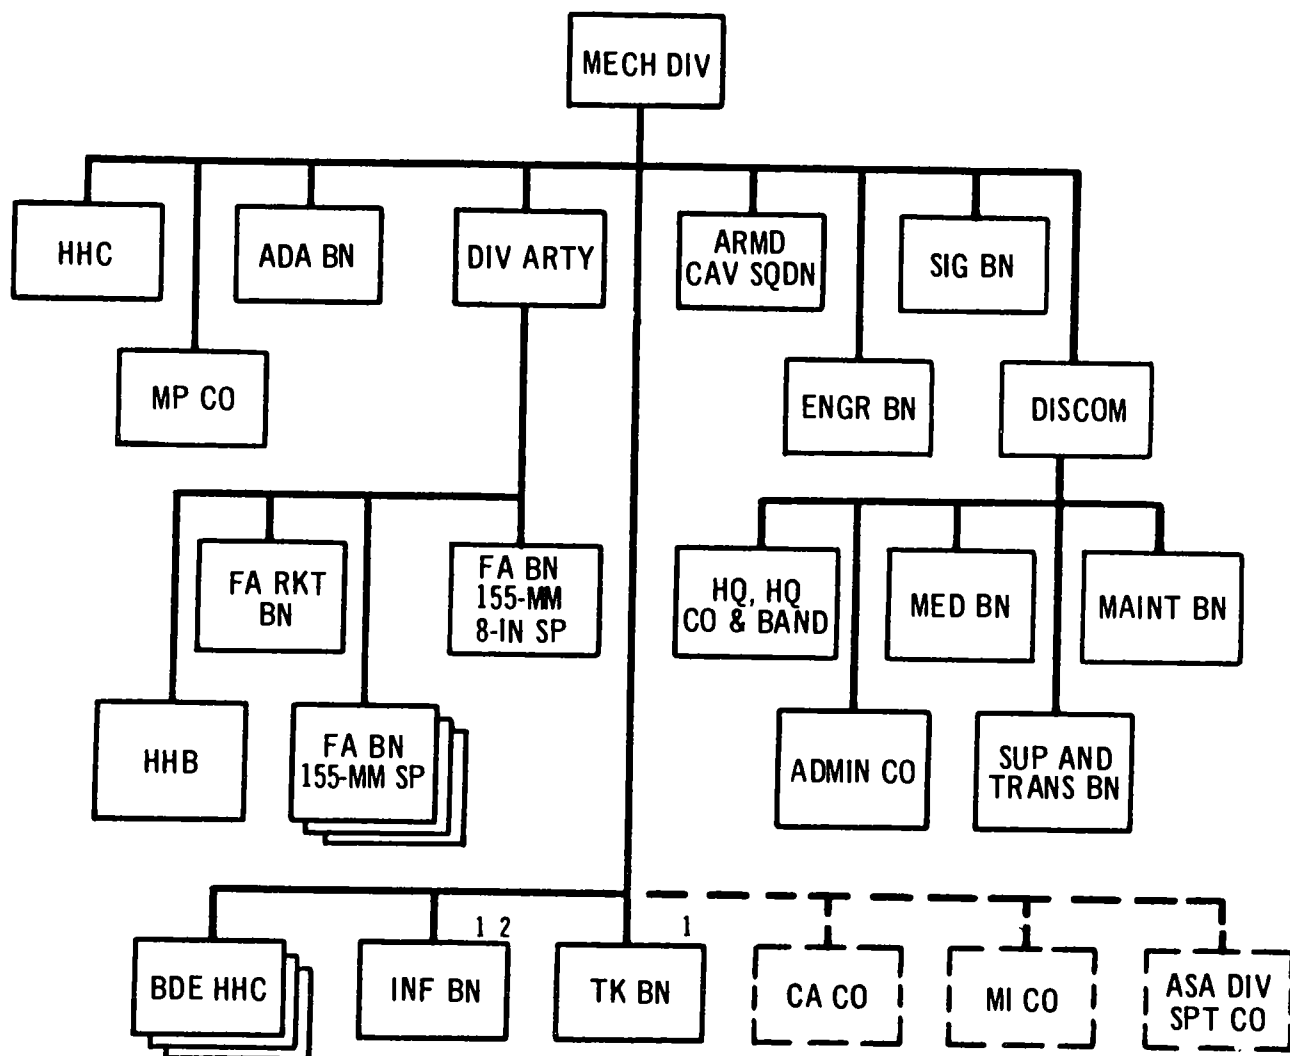 MECH DIV
HHC
ADA BN
DIV ARTY
ARMD
CAV SQDN
SIG BN
MP CO
ENGR BN
DISCOM
FA RKT
BN
FA BN
155-MM
8-IN SP
HQ, HQ
CO & BAND
MED BN
MAINT BN
HHB
FA BN
155-MM SP
ADMIN CO
SUP AND
TRANS BN
BDE HHC
1 2
INF BN
1
TK BN
CA CO
MI CO
ASA DIV
SPT CO